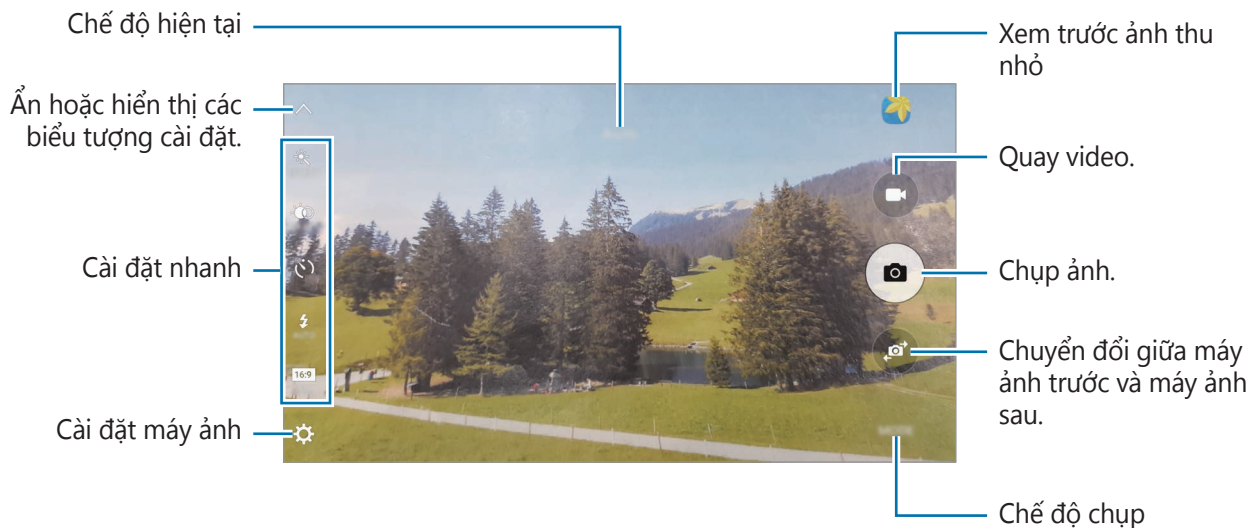 Chế độ hiện tại
Ẩn hoặc hiển thị các
biểu tượng cài đặt.
Cài đặt nhanh
Cài đặt máy ảnh
16:9
Xem trước ảnh thu
nhỏ
Quay video.
Chụp ảnh.
Chuyển đổi giữa máy
ảnh trước và máy ảnh
sau.
Chế độ chụp